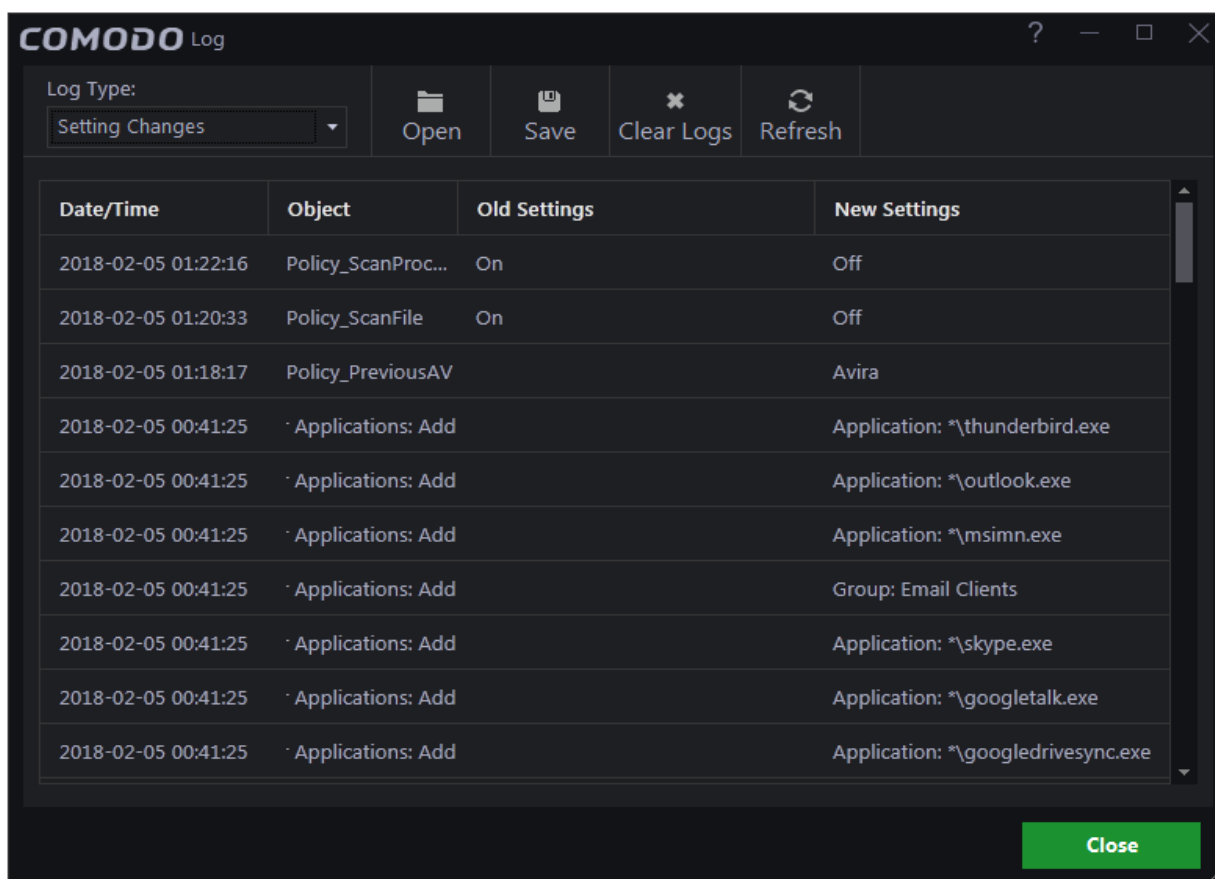 COMODO Log
?
Log Type:
Setting Changes
Open
Save
Clear Logs
Refresh
Date/Time Object Old Settings New Settings
2018-02-05 01:22:16 Policy_ScanProc... On Off
2018-02-05 01:20:33 Policy_ScanFile On Off
2018-02-05 01:18:17 Policy_PreviousAV Avira
2018-02-05 00:41:25 Applications: Add Application: *\thunderbird.exe
2018-02-05 00:41:25 Applications: Add Application: *\outlook.exe
2018-02-05 00:41:25 Applications: Add Application: *\msimn.exe
2018-02-05 00:41:25 Applications: Add Group: Email Clients
2018-02-05 00:41:25 Applications: Add Application: *\skype.exe
2018-02-05 00:41:25 Applications: Add Application: *\googletalk.exe
2018-02-05 00:41:25 Applications: Add Application: *\googledrivesync.exe
Close